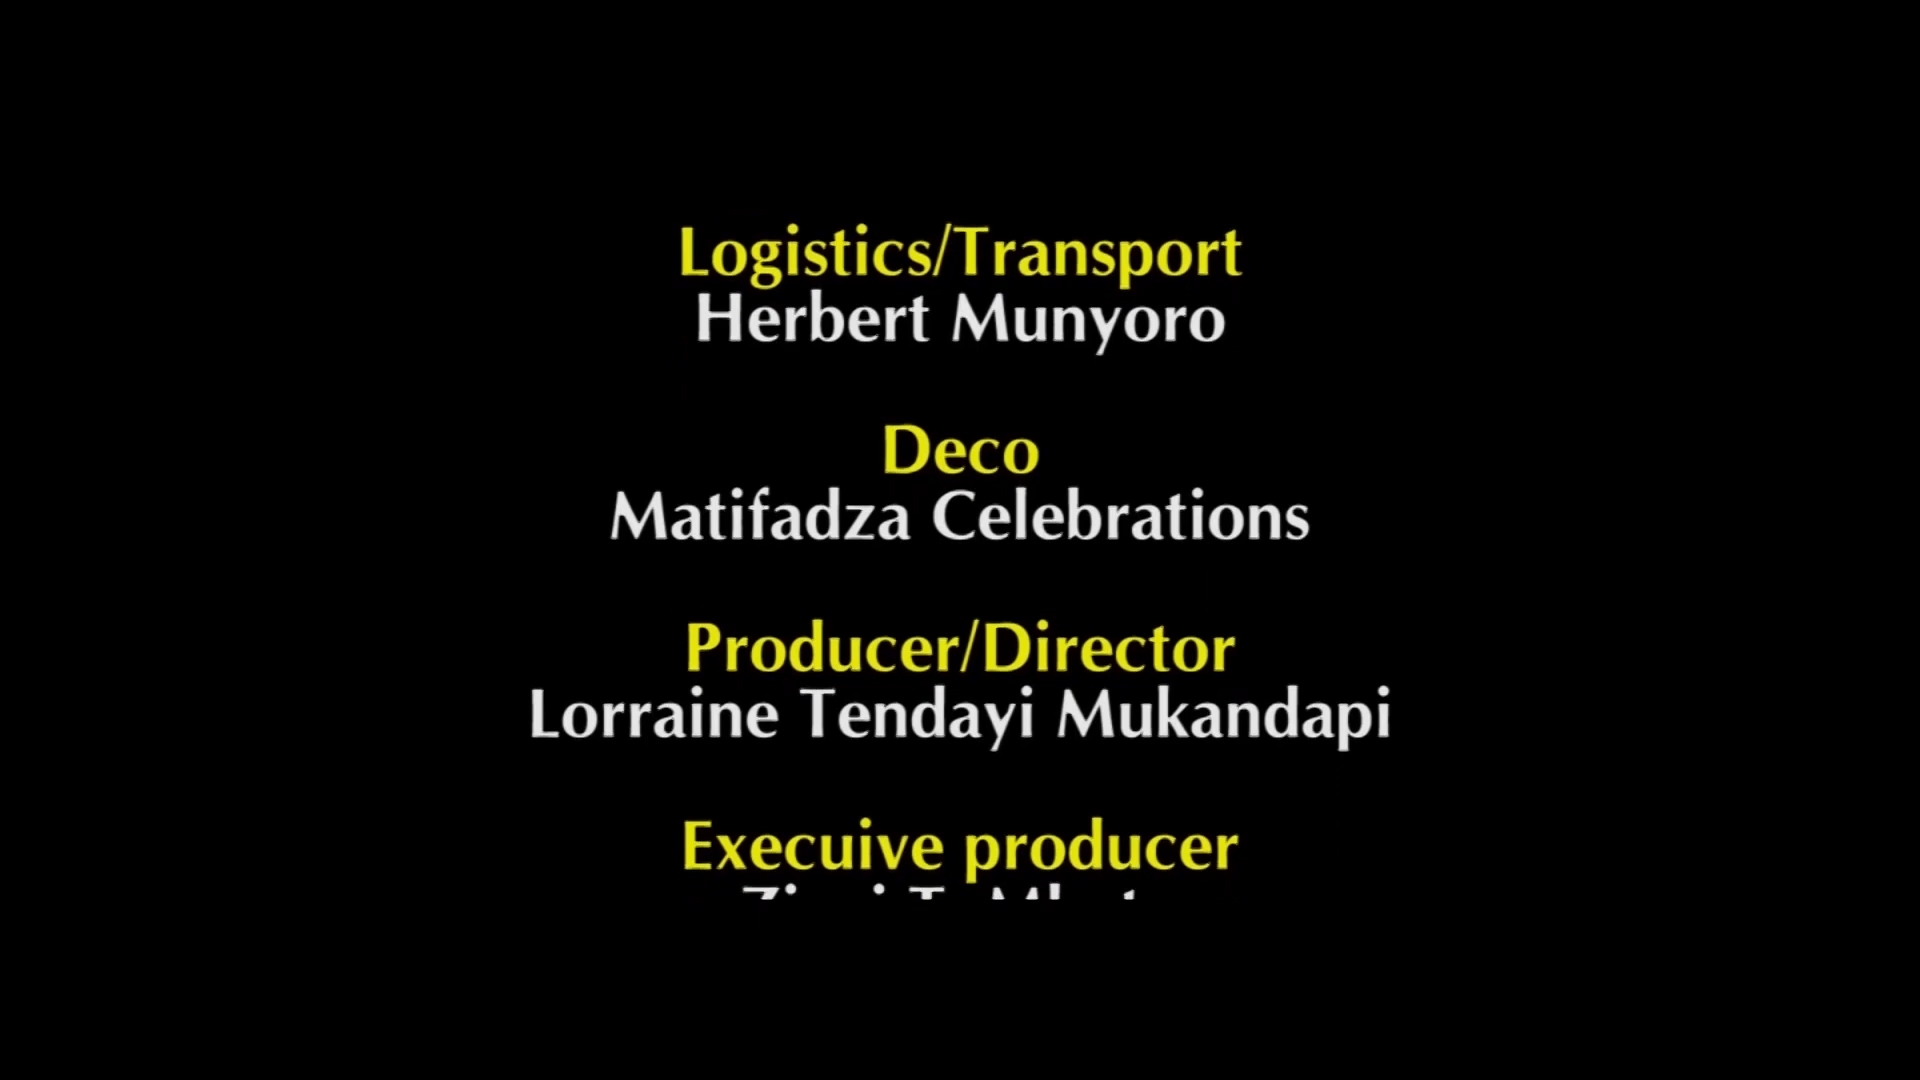 Logistics/Transport
Herbert Munyoro
Deco
Matifadza Celebrations
Producer/Director
Lorraine Tendayi Mukandapi
Execuive producer